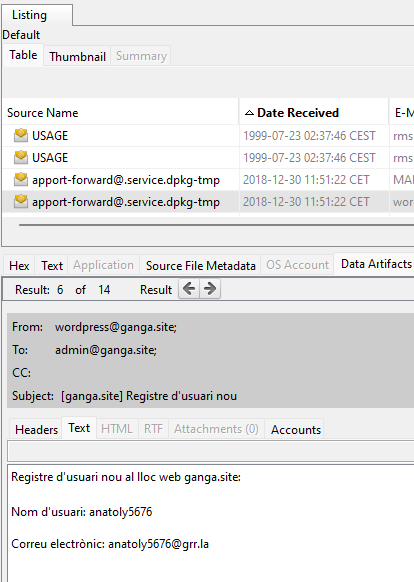 Listing
Default
Table Thumbnail Summary
Source Name Date Received E-M
USAGE 1999-07-23 02:37:46 CEST rms
USAGE 1999-07-23 02:37:46 CEST rms
apport-forward@.service.dpkg-tmp 2018-12-30 11:51:22 CET MAI
apport-forward@.service.dpkg-tmp 2018-12-30 11:51:22 CET wor
Hex Text Application Source File Metadata OS Account Data Artifacts
Result: 6 of 14 Result
From: wordpress@ganga.site;
To: admin@ganga.site;
CC:
Subject: [ganga.site] Registre d'usuari nou
Headers Text HTML RTF Attachments (0) Accounts
Registre d'usuari nou al lloc web ganga.site:
Nom d'usuari: anatoly5676
Correu electrònic: anatoly5676@grr.la